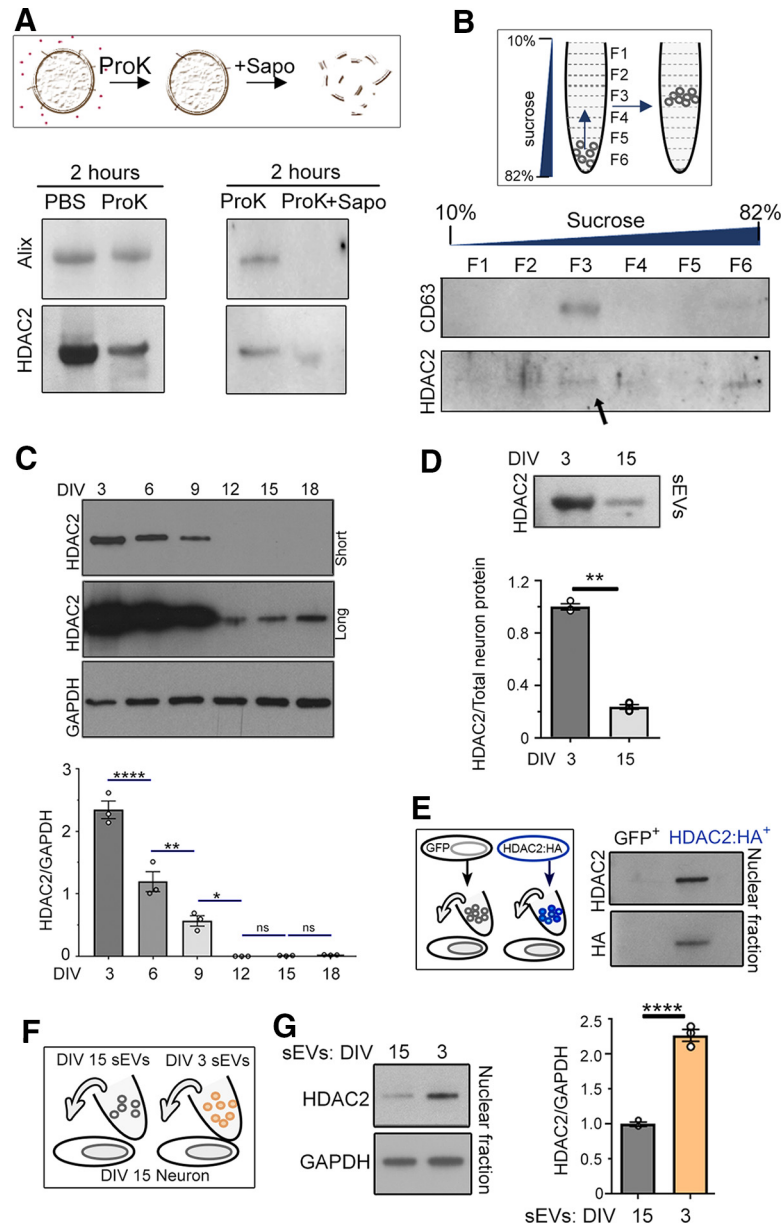 A
ProK +Sapo
2 hours 2 hours
PBS ProK ProK ProK+Sapo
Alix
HDAC2
B
10%
sucrose
82%
F1
F2
F3
F4
F5
F6
10% Sucrose 82%
F1 F2 F3 F4 F5 F6
CD63
HDAC2
C
DIV 3 6 9 12 15 18
HDAC2 Short
HDAC2 Long
GAPDH
HDAC2/GAPDH
3
2
1
0
**** ** * ns ns
DIV 3 6 9 12 15 18
D
DIV 3 15
HDAC2 sEVs
HDAC2/Total neuron protein
1.2
0.8
0.4
0
**
DIV 3 15
E
GFP HDAC2:HA
GFP+ HDAC2:HA+
HDAC2
HA
Nuclear fraction
F
DIV 15 sEVs DIV 3 sEVs
DIV 15 Neuron
G
sEVs: DIV 15 3
HDAC2
GAPDH
Nuclear fraction
HDAC2/GAPDH
2.5
2.0
1.5
1.0
0.5
0
****
sEVs: DIV 15 3